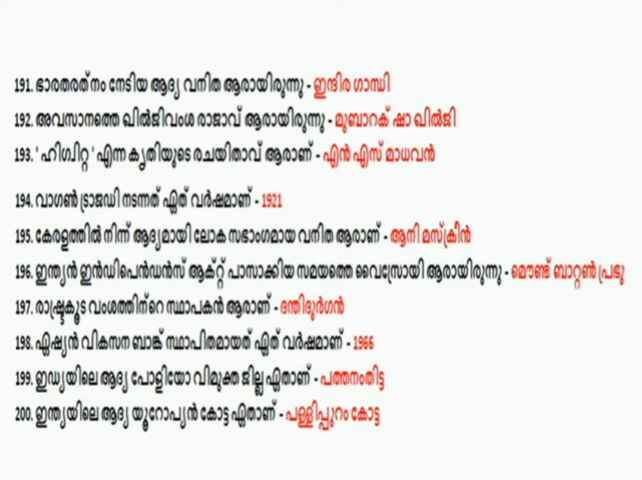 191. ഭാരതരത്‌നം നേടിയ ആദ്യ വനിത ആരായിരുന്നു - ഇന്ദിര ഗാന്ധി
192. അവസാനത്തെ ഖിൽജിവംശ രാജാവ് ആരായിരുന്നു - മുബാറക് ഷാ ഖിൽജി
193. ' ഹിഗ്വിറ്റ ' എന്ന കൃതിയുടെ രചയിതാവ് ആരാണ് - എൻ എസ് മാധവൻ
194. വാഗൺ ട്രാജഡി നടന്നത് ഏത് വർഷമാണ് - 1921
195. കേരളത്തിൽ നിന്ന് ആദ്യമായി ലോക സഭാംഗമായ വനിത ആരാണ് - ആനി മസ്ക്രീൻ
196. ഇന്ത്യൻ ഇൻഡിപെൻഡൻസ് ആക്റ്റ് പാസാക്കിയ സമയത്തെ വൈസ്രോയി ആരായിരുന്നു - മൌണ്ട് ബാറ്റൺ പ്രഭു
197. രാഷ്ട്രകൂട വംശത്തിന്റെ സ്ഥാപകൻ ആരാണ് - ദന്തിദുർഗൻ
198. ഏഷ്യൻ വികസന ബാങ്ക് സ്ഥാപിതമായത് ഏത് വർഷമാണ് - 1966
199. ഇഡ്യയിലെ ആദ്യ പോളിയോ വിമുക്ത ജില്ല ഏതാണ് - പത്തനംതിട്ട
200. ഇന്ത്യയിലെ ആദ്യ യൂറോപ്യൻ കോട്ട ഏതാണ് - പള്ളിപ്പുറം കോട്ട